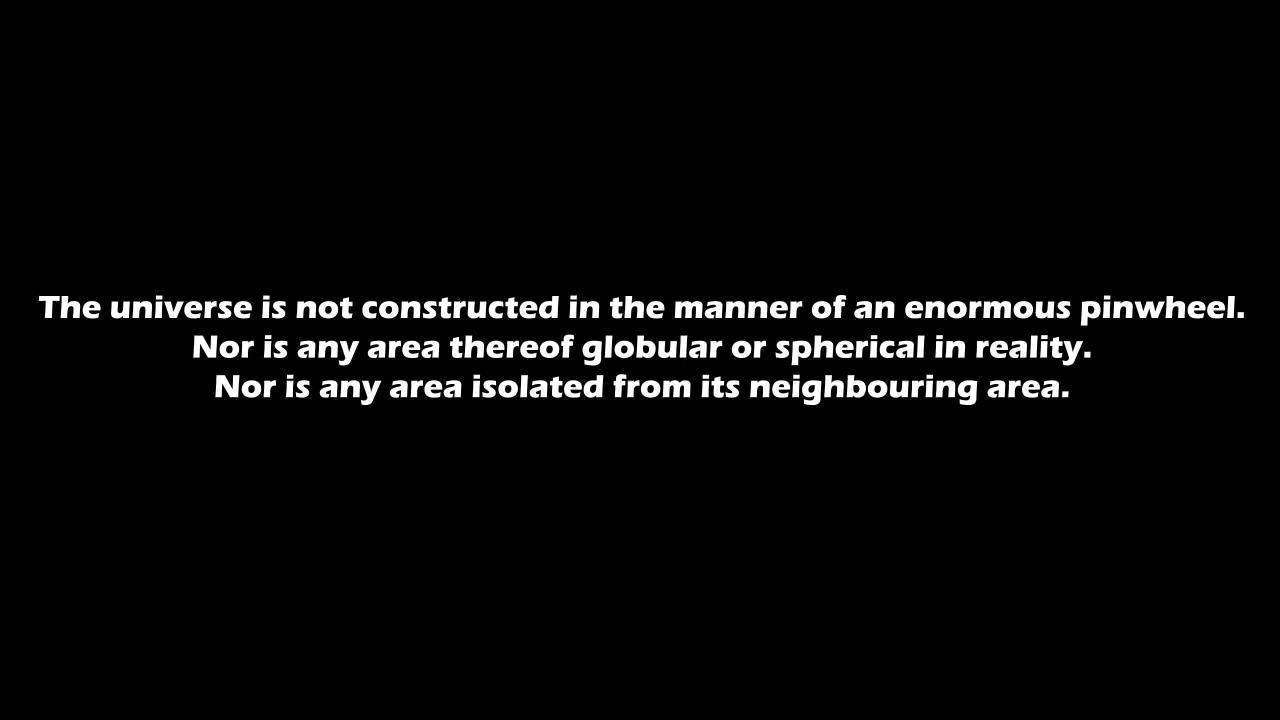 The universe is not constructed in the manner of an enormous pinwheel.
Nor is any area thereof globular or spherical in reality.
Nor is any area isolated from its neighbouring area.